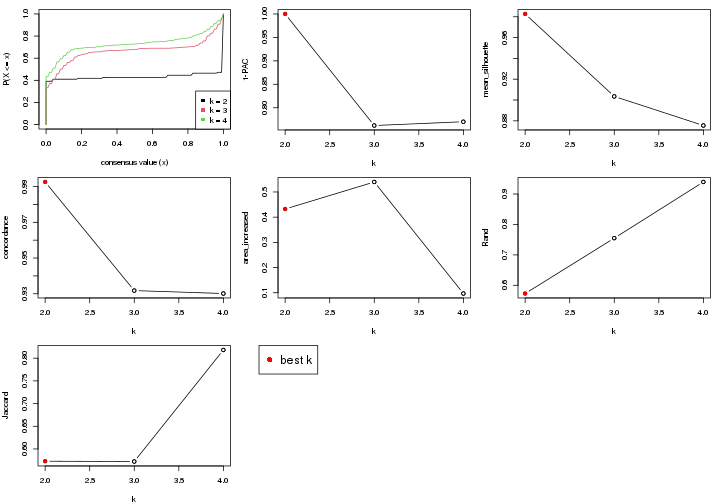 P(X <= x)
0.0 0.2 0.4 0.6 0.8 1.0
k = 2
k = 3
k = 4
0.0 0.2 0.4 0.6 0.8 1.0
consensus value (x)
1-PAC
0.80 0.85 0.90 0.95 1.00
2.0 2.5 3.0 3.5 4.0
k
mean_silhouette
0.88 0.92 0.96
2.0 2.5 3.0 3.5 4.0
k
concordance
0.93 0.95 0.97 0.99
2.0 2.5 3.0 3.5 4.0
k
area_increased
0.1 0.2 0.3 0.4 0.5
2.0 2.5 3.0 3.5 4.0
k
Rand
0.6 0.7 0.8 0.9
2.0 2.5 3.0 3.5 4.0
k
Jaccard
0.60 0.65 0.70 0.75 0.80
2.0 2.5 3.0 3.5 4.0
k
best k